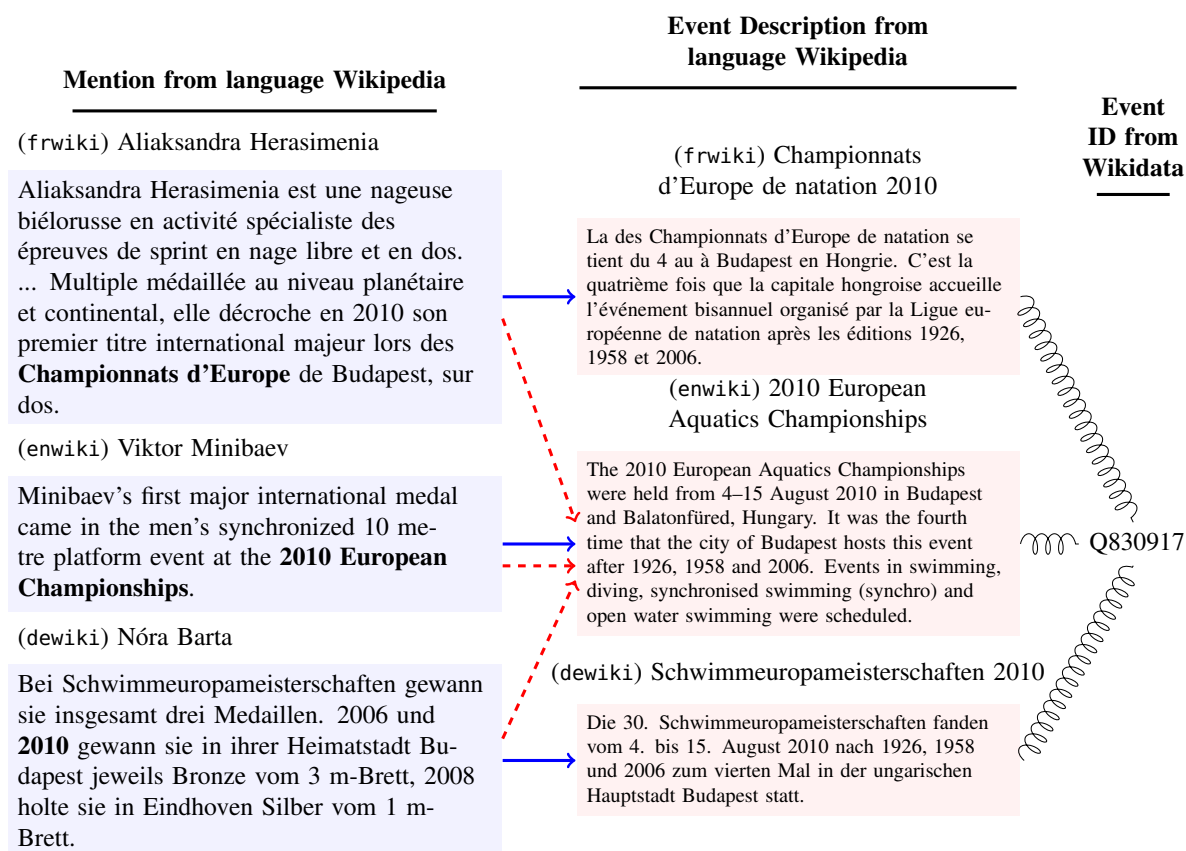 Mention from language Wikipedia
(frwiki) Aliaksandra Herasimenia
Aliaksandra Herasimenia est une nageuse
biélorusse en activité spécialiste des
épreuves de sprint en nage libre et en dos.
... Multiple médaillée au niveau planétaire
et continental, elle décroche en 2010 son
premier titre international majeur lors des
Championnats d'Europe de Budapest, sur
dos.
(enwiki) Viktor Minibaev
Minibaev's first major international medal
came in the men's synchronized 10 me-
tre platform event at the 2010 European
Championships.
(dewiki) Nóra Barta
Bei Schwimmeuropameisterschaften gewann
sie insgesamt drei Medaillen. 2006 und
2010 gewann sie in ihrer Heimatstadt Bu-
dapest jeweils Bronze vom 3 m-Brett, 2008
holte sie in Eindhoven Silber vom 1 m-
Brett.
Event Description from
language Wikipedia
(frwiki) Championnats
d'Europe de natation 2010
La des Championnats d'Europe de natation se
tient du 4 au à Budapest en Hongrie. C'est la
quatrième fois que la capitale hongroise accueille
l'événement bisannuel organisé par la Ligue eu-
ropéenne de natation après les éditions 1926,
1958 et 2006.
(enwiki) 2010 European
Aquatics Championships
The 2010 European Aquatics Championships
were held from 4–15 August 2010 in Budapest
and Balatonfüred, Hungary. It was the fourth
time that the city of Budapest hosts this event
after 1926, 1958 and 2006. Events in swimming,
diving, synchronised swimming (synchro) and
open water swimming were scheduled.
(dewiki) Schwimmeuropameisterschaften 2010
Die 30. Schwimmeuropameisterschaften fanden
vom 4. bis 15. August 2010 nach 1926, 1958
und 2006 zum vierten Mal in der ungarischen
Hauptstadt Budapest statt.
Event
ID from
Wikidata
Q830917